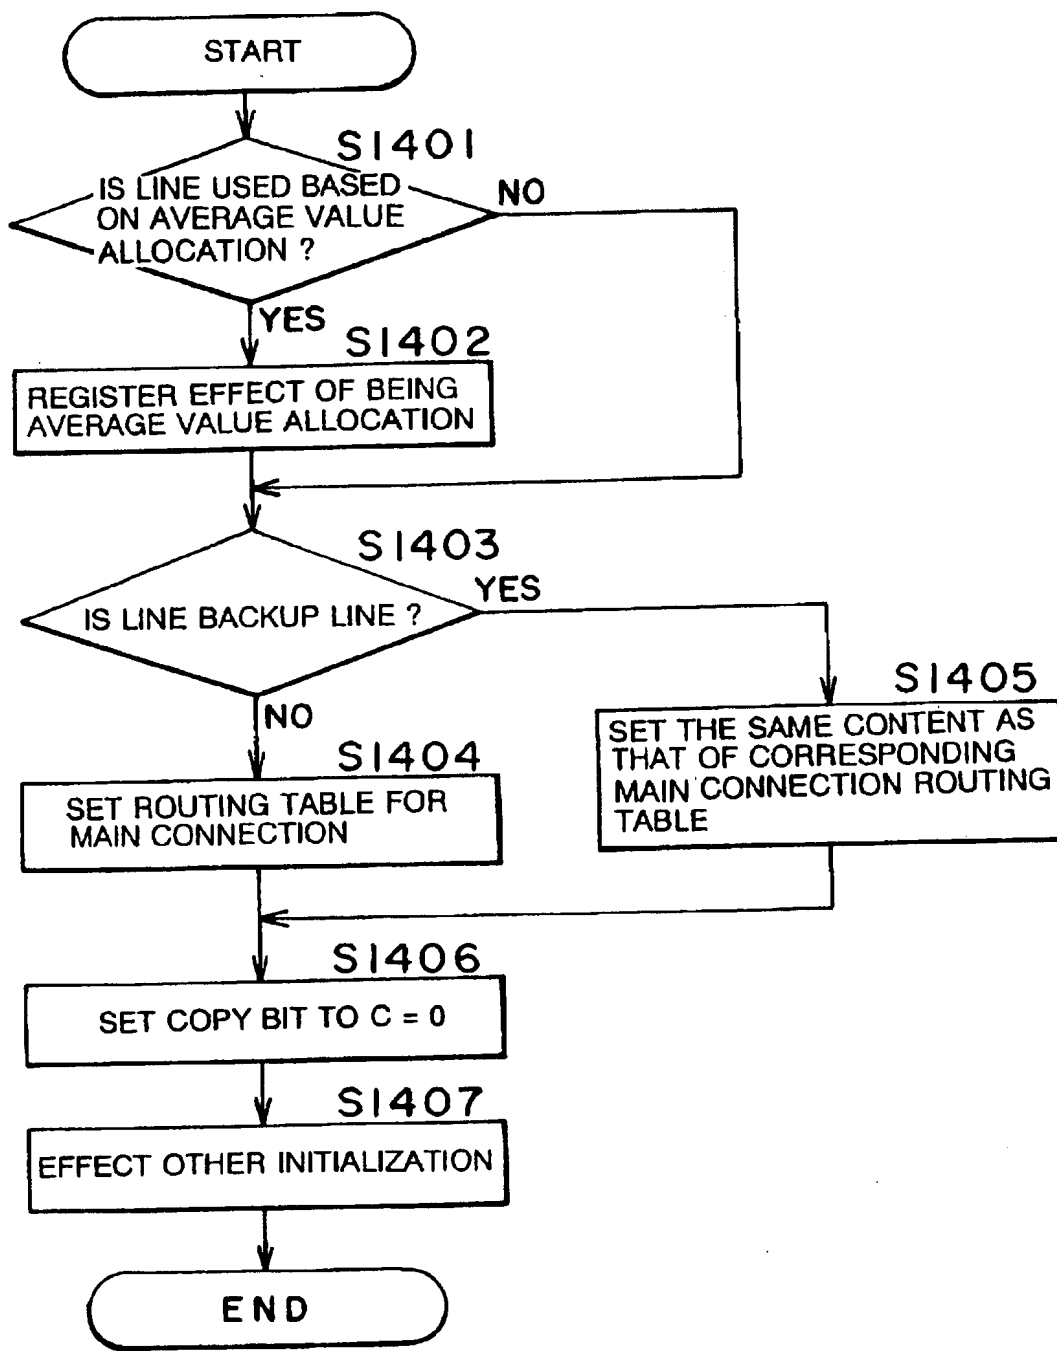 START
S1401
IS LINE USED BASED
ON AVERAGE VALUE
ALLOCATION ?
NO
YES
S1402
REGISTER EFFECT OF BEING
AVERAGE VALUE ALLOCATION
S1403
YES
IS LINE BACKUP LINE ?
NO
S1405
SET THE SAME CONTENT AS
THAT OF CORRESPONDING
MAIN CONNECTION ROUTING
TABLE
S1404
SET ROUTING TABLE FOR
MAIN CONNECTION
S1406
SET COPY BIT TO C = 0
S1407
EFFECT OTHER INITIALIZATION
END